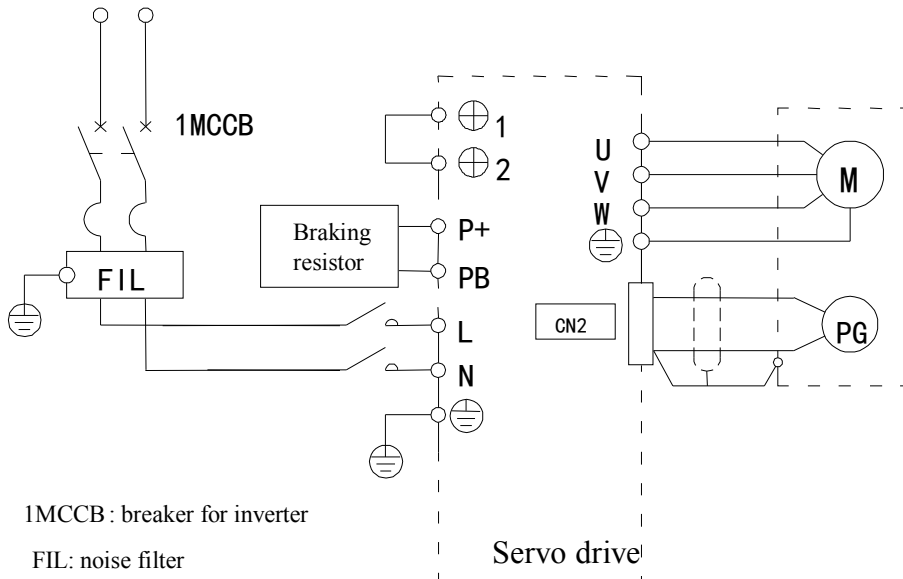 1MCCB
1
2
U
V
W
M
Braking
resistor
P+
PB
FIL
L
N
CN2
PG
1MCCB : breaker for inverter
FIL: noise filter
Servo drive